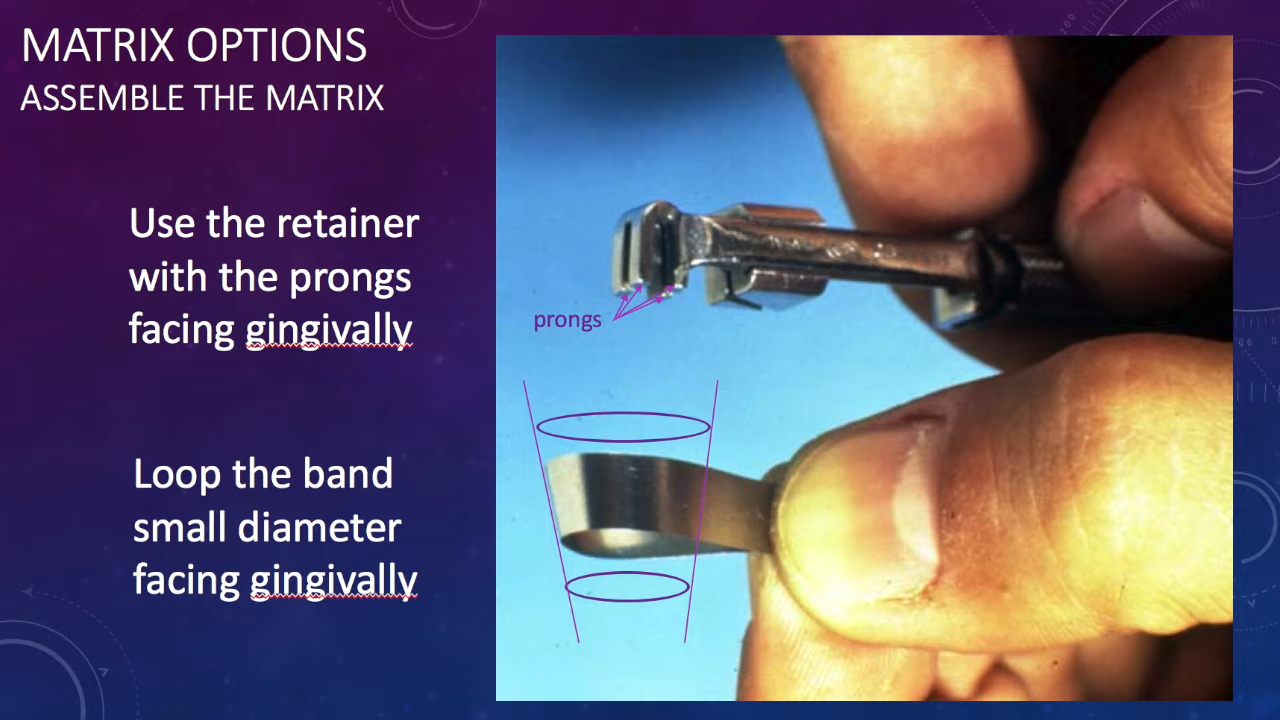 MATRIX OPTIONS
ASSEMBLE THE MATRIX
Use the retainer
with the prongs
facing gingivally
prongs
Loop the band
small diameter
facing gingivally